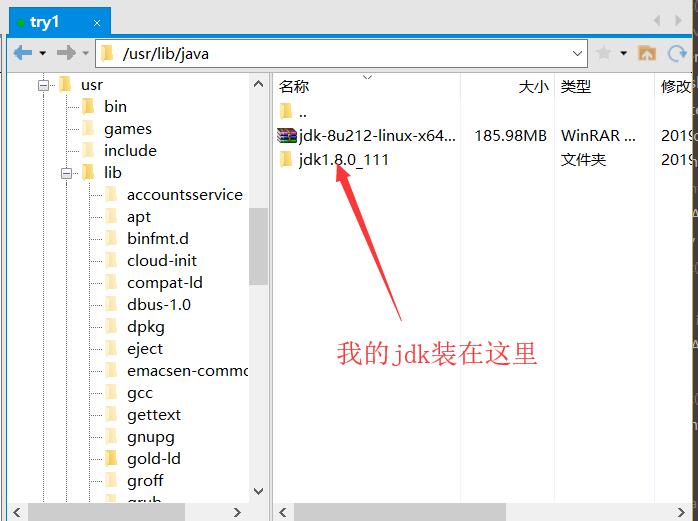 try1 ×
/usr/lib/java
usr
bin
games
include
lib
accountsservice
apt
binfmt.d
cloud-init
compat-ld
dbus-1.0
dpkg
eject
emacsen-commo
gcc
gettext
gnupg
gold-ld
groff
名称 大小 类型 修改
..
jdk-8u212-linux-x64... 185.98MB WinRAR ... 2019
jdk1.8.0_111 文件夹 2019
我的jdk装在这里